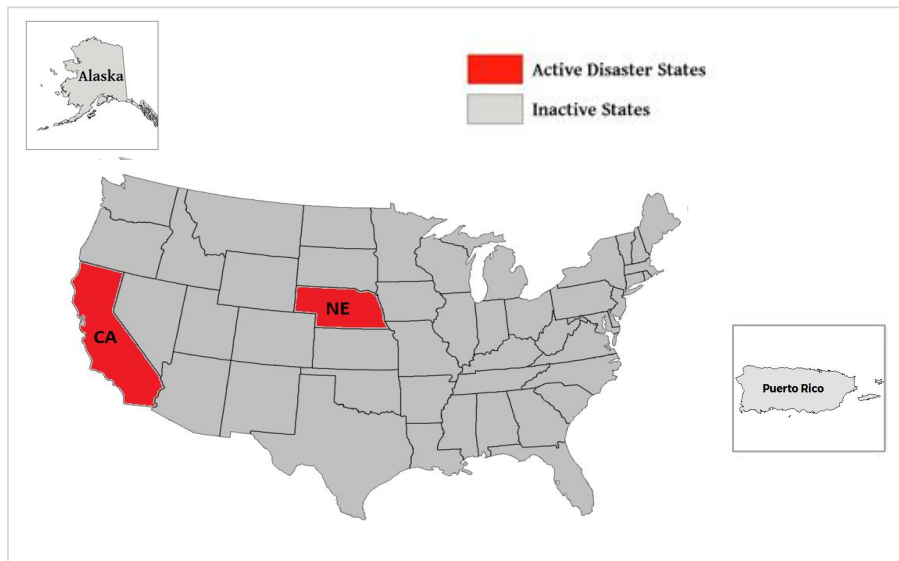 Alaska
Active Disaster States
Inactive States
NE
CA
Puerto Rico